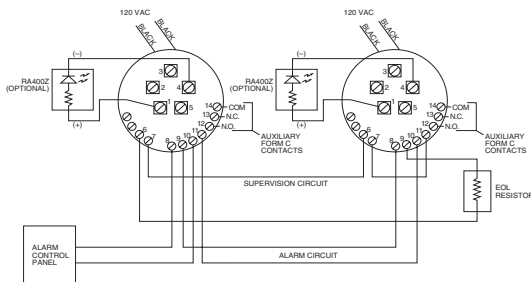 120 VAC
120 VAC
BLACK
BLACK
BLACK
BLACK
(–)
(–)
RA400Z
(OPTIONAL)
RA400Z
(OPTIONAL)
(+)
(+)
3
2
4
1
5
14
COM
13
N.C.
12
N.O.
6
7
8
9
10
11
AUXILIARY
FORM C
CONTACTS
3
2
4
1
5
14
COM
13
N.C.
12
N.O.
6
7
8
9
10
11
AUXILIARY
FORM C
CONTACTS
SUPERVISION CIRCUIT
EOL
RESISTOR
ALARM
CONTROL
PANEL
ALARM CIRCUIT